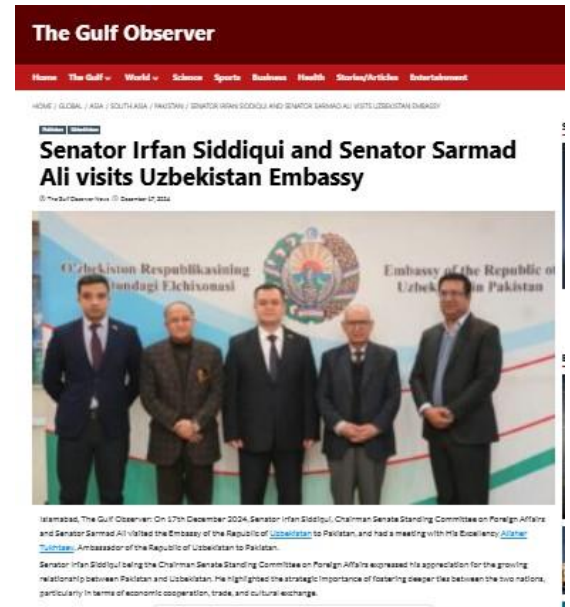 The Gulf Observer
Home The Gulf World Science Sports Business Health Stories/Articles Entertainment
HOME / GLOBAL / ASIA / SOUTH ASIA / PAKISTAN / SENATOR IRFAN SIDDIQUI AND SENATOR SARMAD ALI VISITS UZBEKISTAN EMBASSY
Pakistan Uzbekistan
Senator Irfan Siddiqui and Senator Sarmad
Ali visits Uzbekistan Embassy
The Gulf Observer News December 17, 2024
O'zbekiston Respublikasining
Elchixonasi
Embassy of the Republic of
in Pakistan
Islamabad, The Gulf Observer: On 17th December 2024, Senator Irfan Siddiqui, Chairman Senate Standing Committee on Foreign Affairs
and Senator Sarmad Ali visited the Embassy of the Republic of Uzbekistan to Pakistan, and had a meeting with His Excellency Alisher
Tukhtaev, Ambassador of the Republic of Uzbekistan to Pakistan.
Senator Irfan Siddiqui being the Chairman Senate Standing Committee on Foreign Affairs expressed his appreciation for the growing
relationship between Pakistan and Uzbekistan. He highlighted the strategic importance of fostering deeper ties between the two nations,
particularly in terms of economic cooperation, trade, and cultural exchange.